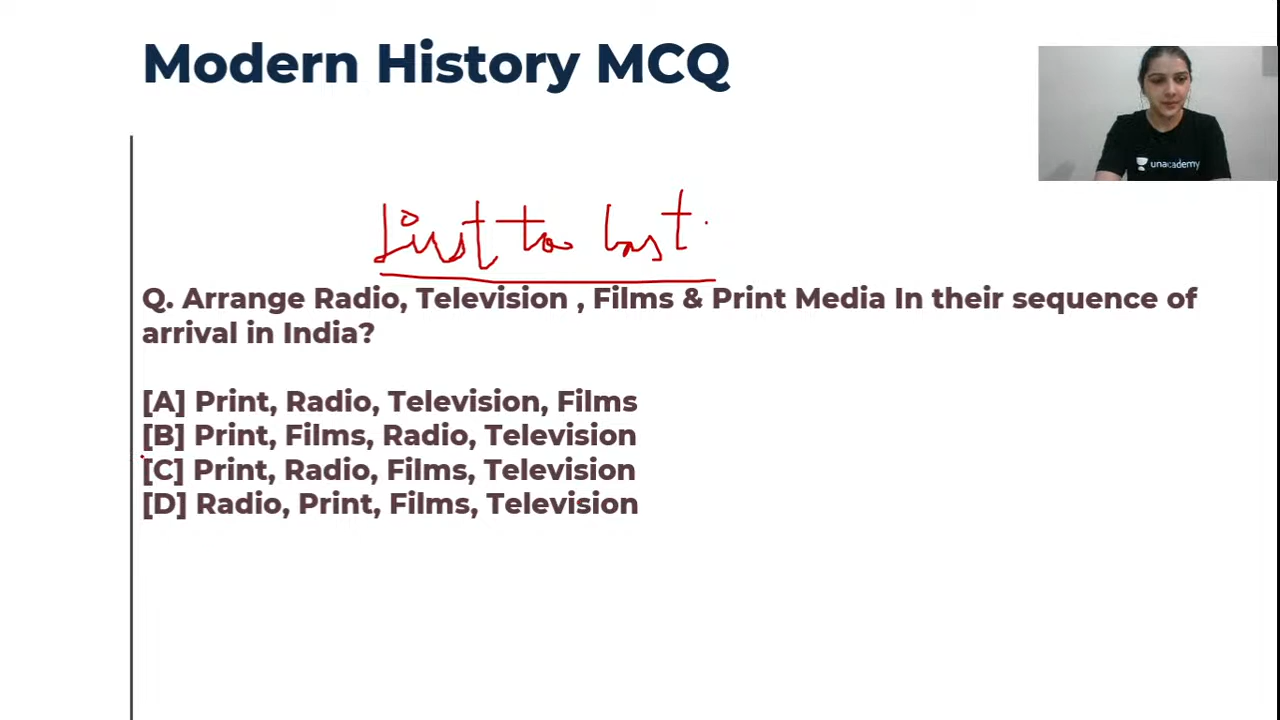 Modern History MCQ
unacademy
First to last.
Q. Arrange Radio, Television , Films & Print Media In their sequence of
arrival in India?
[A] Print, Radio, Television, Films
[B] Print, Films, Radio, Television
[C] Print, Radio, Films, Television
[D] Radio, Print, Films, Television